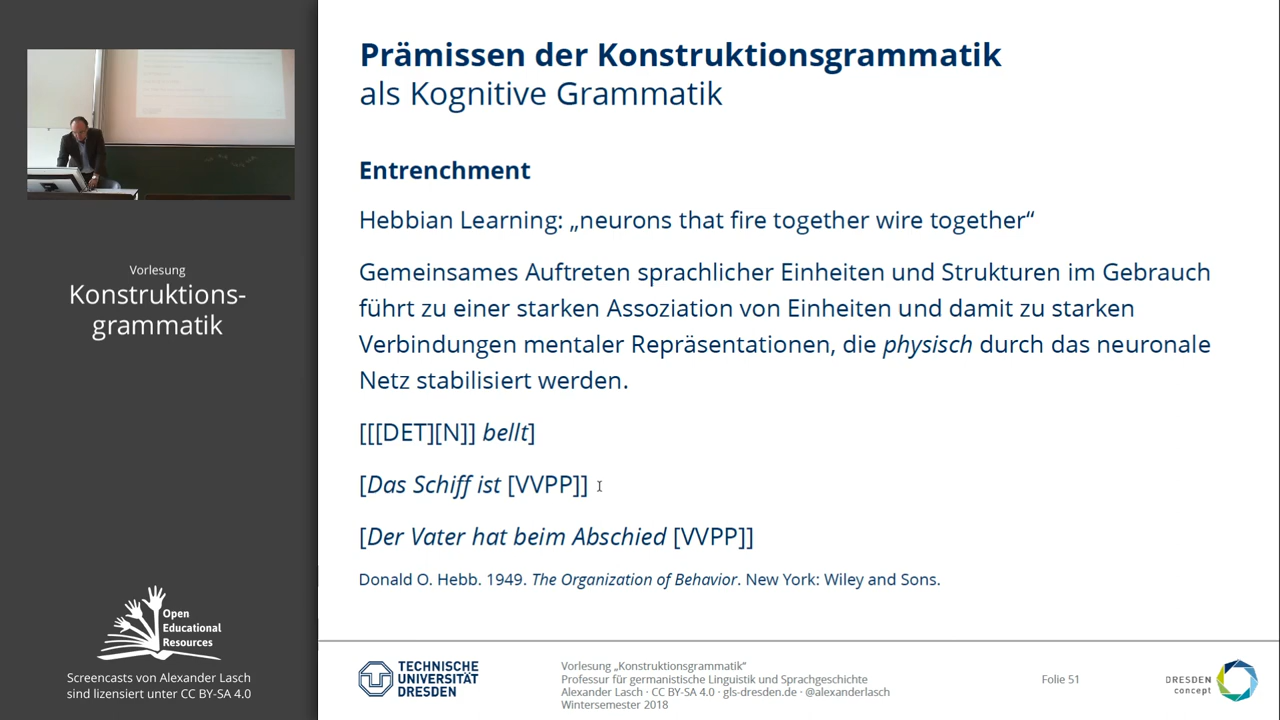 Prämissen der Konstruktionsgrammatik
als Kognitive Grammatik
Entrenchment
Hebbian Learning: „neurons that fire together wire together“
Gemeinsames Auftreten sprachlicher Einheiten und Strukturen im Gebrauch
führt zu einer starken Assoziation von Einheiten und damit zu starken
Verbindungen mentaler Repräsentationen, die physisch durch das neuronale
Netz stabilisiert werden.
[[[DET][N]] bellt]
[Das Schiff ist [VVPP]]
[Der Vater hat beim Abschied [VVPP]]
Donald O. Hebb. 1949. The Organization of Behavior. New York: Wiley and Sons.
Vorlesung
Konstruktions-
grammatik
Open
Educational
Resources
Screencasts von Alexander Lasch
sind lizensiert unter CC BY-SA 4.0
TECHNISCHE
UNIVERSITÄT
DRESDEN
Vorlesung „Konstruktionsgrammatik“
Professur für germanistische Linguistik und Sprachgeschichte
Alexander Lasch · CC BY-SA 4.0 · gls-dresden.de · @alexanderlasch
Wintersemester 2018
Folie 51
DRESDEN
concept